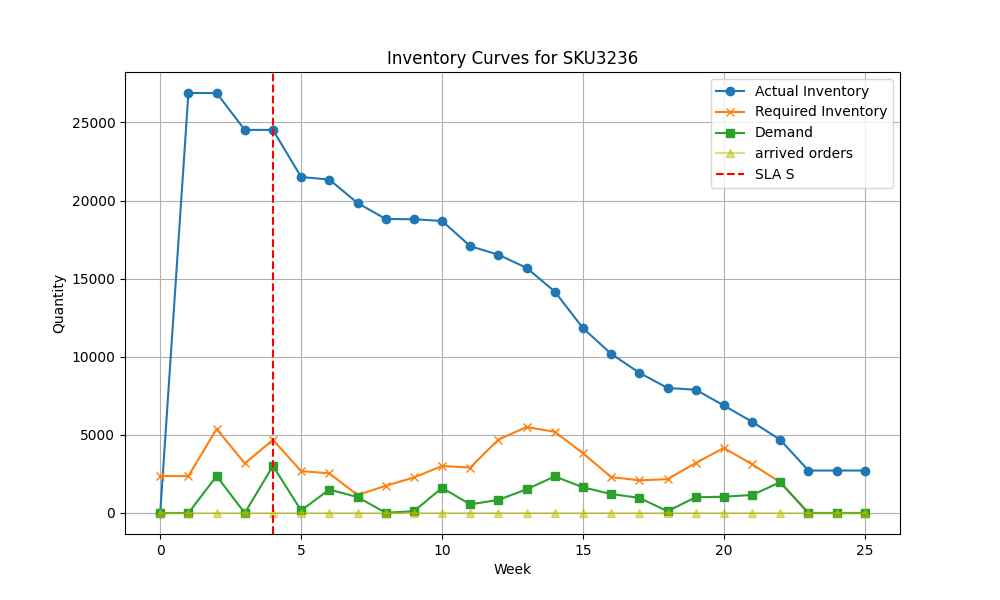 Inventory Curves for SKU3236
Actual Inventory
Required Inventory
Demand
arrived orders
SLA S
Quantity
25000
20000
15000
10000
5000
0
0 5 10 15 20 25
Week